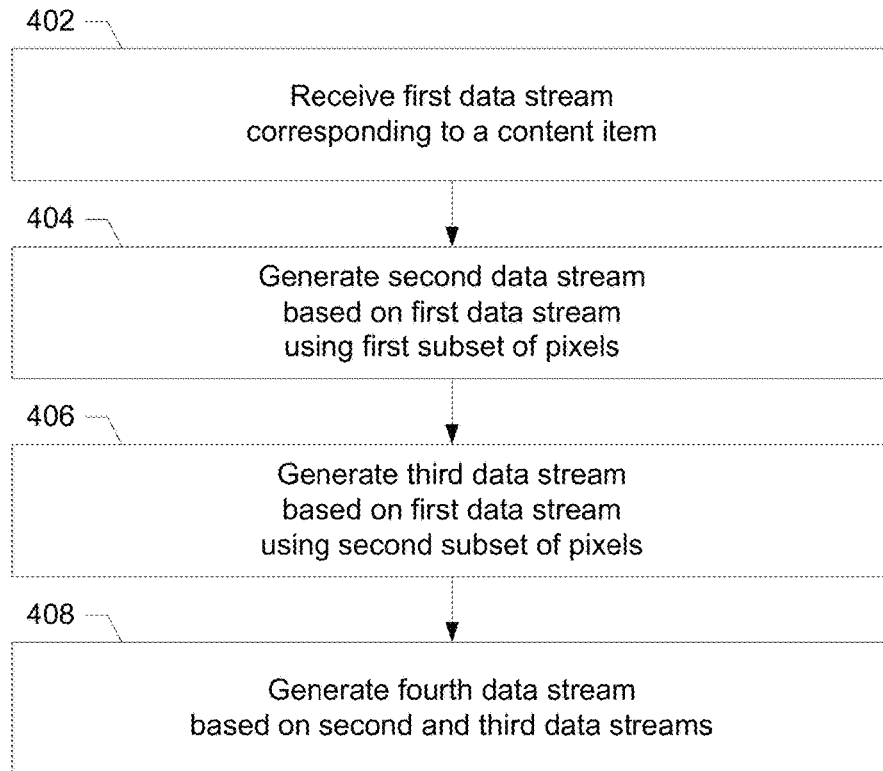 402
Receive first data stream
corresponding to a content item
404
Generate second data stream
based on first data stream
using first subset of pixels
406
Generate third data stream
based on first data stream
using second subset of pixels
408
Generate fourth data stream
based on second and third data streams